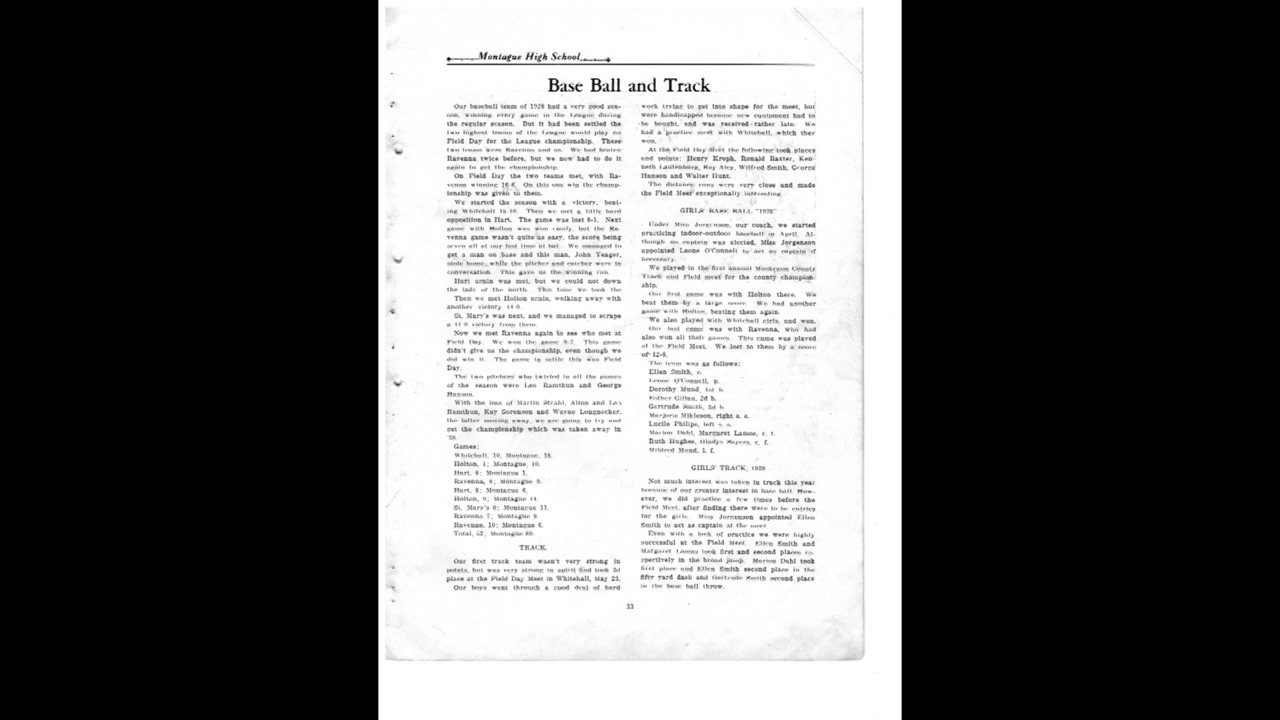 Montague High School
Base Ball and Track
Our baseball team of 1928 had a very good sea-
son, winning every game in the League during
the regular season. But it had been settled the
two highest teams of the League would play on
Field Day for the League championship. These
two teams were Ravenna and us. We had beaten
Ravenna twice before, but we now had to do it
again to get the championship.
On Field Day the two teams met, with Ra-
venna winning 16-6. On this one win the champ-
ionship was given to them.
We started the season with a victory, beat-
ing Whitehall 18-10. Then we met a little hard
opposition in Hart. The game was lost 8-1. Next
game with Holton was won easily, but the Ra-
venna game wasn't quite as easy, the score being
seven all at our last time at bat. We managed to
get a man on base and this man, John Yeager,
stole home, while the pitcher and catcher were in
conversation. This gave us the winning run.
Hart again was met, but we could not down
the lads of the north. This time we took the
Then we met Holton again, walking away with
another victory 14-0.
St. Mary's was next, and we managed to scrape
a 11-0 victory from them.
Now we met Ravenna again to see who met at
Field Day. We won the game 9-7. This game
didn't give us the championship, even though we
did win it. The game to settle this was Field
Day.
The two pitchers who twirled in all the games
of the season were Leo Ramthun and George
Hanson.
With the loss of Martin Strahl, Alton and Leo
Ramthun, Kay Sorenson and Wayne Longnecker,
the latter moving away, we are going to try and
get the championship which was taken away in
'28.
Games:
Whitehall, 10, Montague, 18.
Holton, 1; Montague, 10.
Hart, 8; Montague 1.
Ravenna, 8; Montague 9.
Hart, 8; Montague 6.
Holton, 0; Montague 14.
St. Mary's 0; Montague 11.
Ravenna 7; Montague 9.
Ravenna, 10; Montague 6.
Total, 52; Montague 80.
TRACK.
Our first track team wasn't very strong in
points, but was very strong in spirit and took 3d
place at the Field Day Meet in Whitehall, May 23.
Our boys went through a good deal of hard
work trying to get into shape for the meet, but
were handicapped because new equipment had to
be bought, and was received rather late. We
had a practice meet with Whitehall, which they
won.
At the Field Day Meet the following took places
and points: Henry Kroph, Ronald Baxter, Ken-
neth Lautenburg, Ray Aley, Wilfred Smith, George
Hanson and Walter Hunt.
The distance runs were very close and made
the Field Meet exceptionally interesting.
GIRLS' BASE BALL, "1928"
Under Miss Jorgenson, our coach, we started
practicing indoor-outdoor baseball in April. Al-
though no captain was elected, Miss Jorgenson
appointed Leone O'Connell to act as captain if
necessary.
We played in the first annual Muskegon County
Track and Field meet for the county champion-
ship.
Our first game was with Holton there. We
beat them by a large score. We had another
game with Holton, beating them again.
We also played with Whitehall girls, and won.
Our last game was with Ravenna, who had
also won all their games. This game was played
at the Field Meet. We lost to them by a score
of 12-8.
The team was as follows:
Ellen Smith, c.
Leone O'Connell, p.
Dorothy Mund, 1st b.
Esther Gillan, 2d b.
Gertrude Smith, 3d b.
Marjorie Mikleson, right s. s.
Lucile Philips, left s. s.
Marion Dahl, Margaret Lamos, r. f.
Ruth Hughes, Gladys Sayers, c. f.
Mildred Mond, l. f.
GIRLS' TRACK, 1928
Not much interest was taken in track this year
because of our greater interest in base ball. How-
ever, we did practice a few times before the
Field Meet, after finding there were to be entries
for the girls. Miss Jorgenson appointed Ellen
Smith to act as captain at the meet.
Even with a lack of practice we were highly
successful at the Field Meet. Ellen Smith and
Margaret Lamos took first and second places re-
spectively in the broad jump. Marion Dahl took
first place and Ellen Smith second place in the
fifty yard dash and Gertrude Smith second place
in the base ball throw.
33